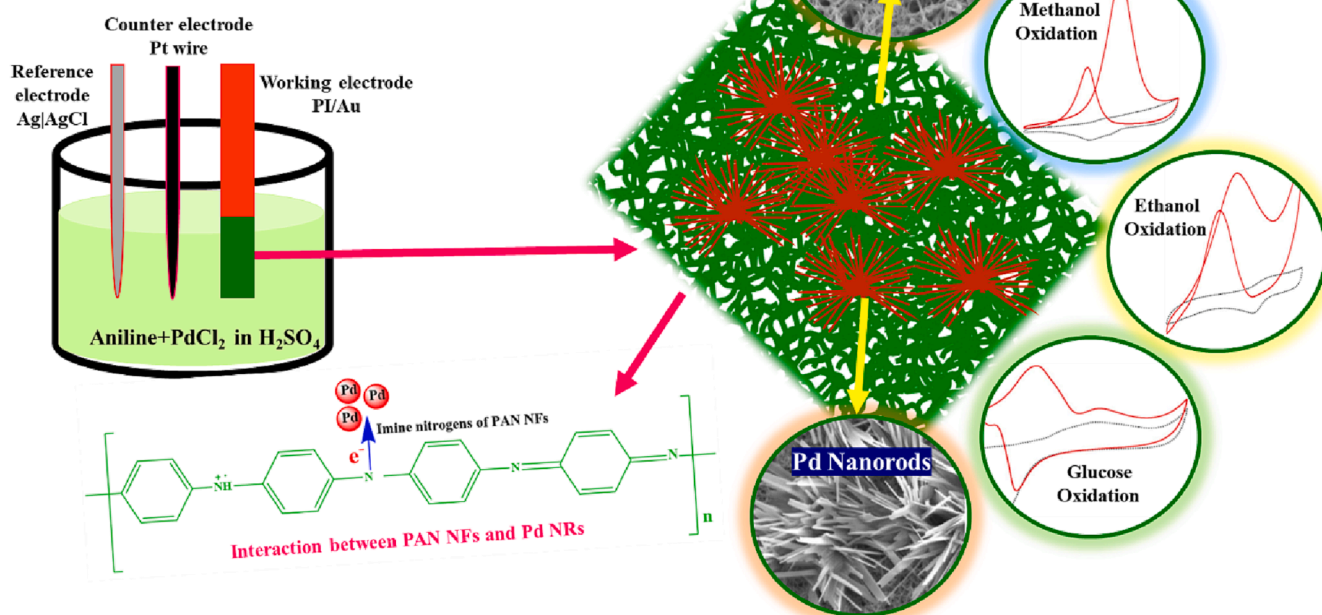 Counter electrode
Pt wire
Reference
electrode
Ag|AgCl
Working electrode
PI/Au
Aniline+PdCl₂ in H₂SO₄
Methanol
Oxidation
Ethanol
Oxidation
Glucose
Oxidation
Pd Nanorods
Pd
Pd
Pd
Imine nitrogens of PAN NFs
e⁻
+·
NH
N
N
N
n
Interaction between PAN NFs and Pd NRs